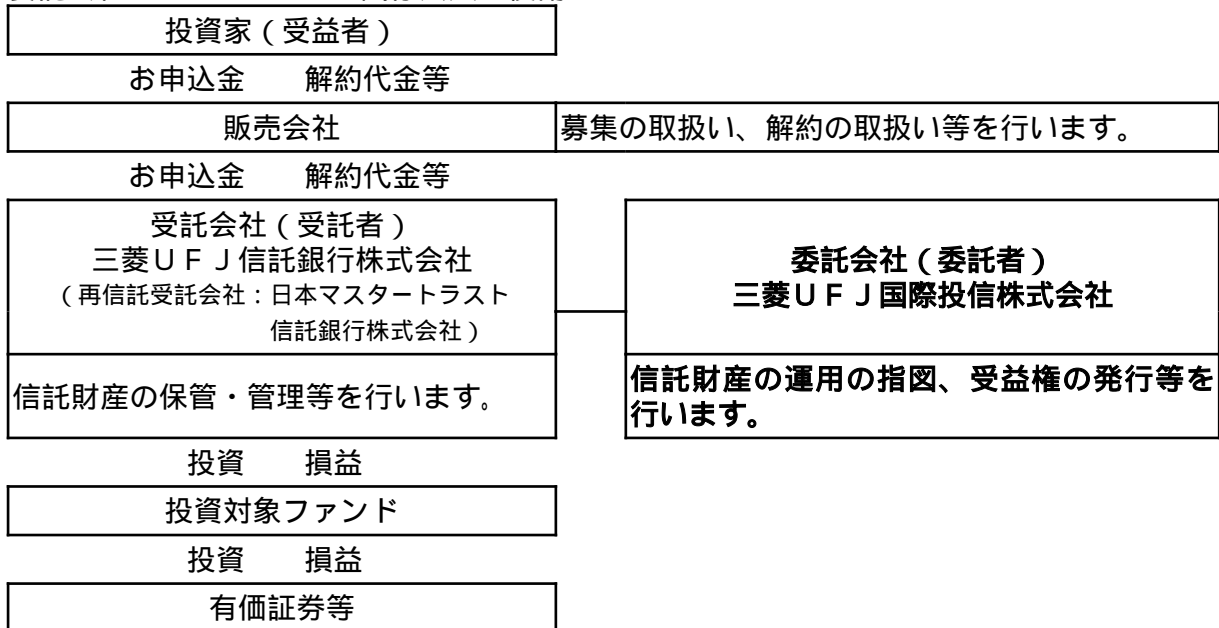 投資家（受益者）
お申込金　　解約代金等
販売会社
募集の取扱い、解約の取扱い等を行います。
お申込金　　解約代金等
受託会社（受託者）
三菱ＵＦＪ信託銀行株式会社
（再信託受託会社：日本マスタートラスト
信託銀行株式会社）
委託会社（委託者）
三菱ＵＦＪ国際投信株式会社
信託財産の保管・管理等を行います。
信託財産の運用の指図、受益権の発行等を
行います。
投資　　損益
投資対象ファンド
投資　　損益
有価証券等